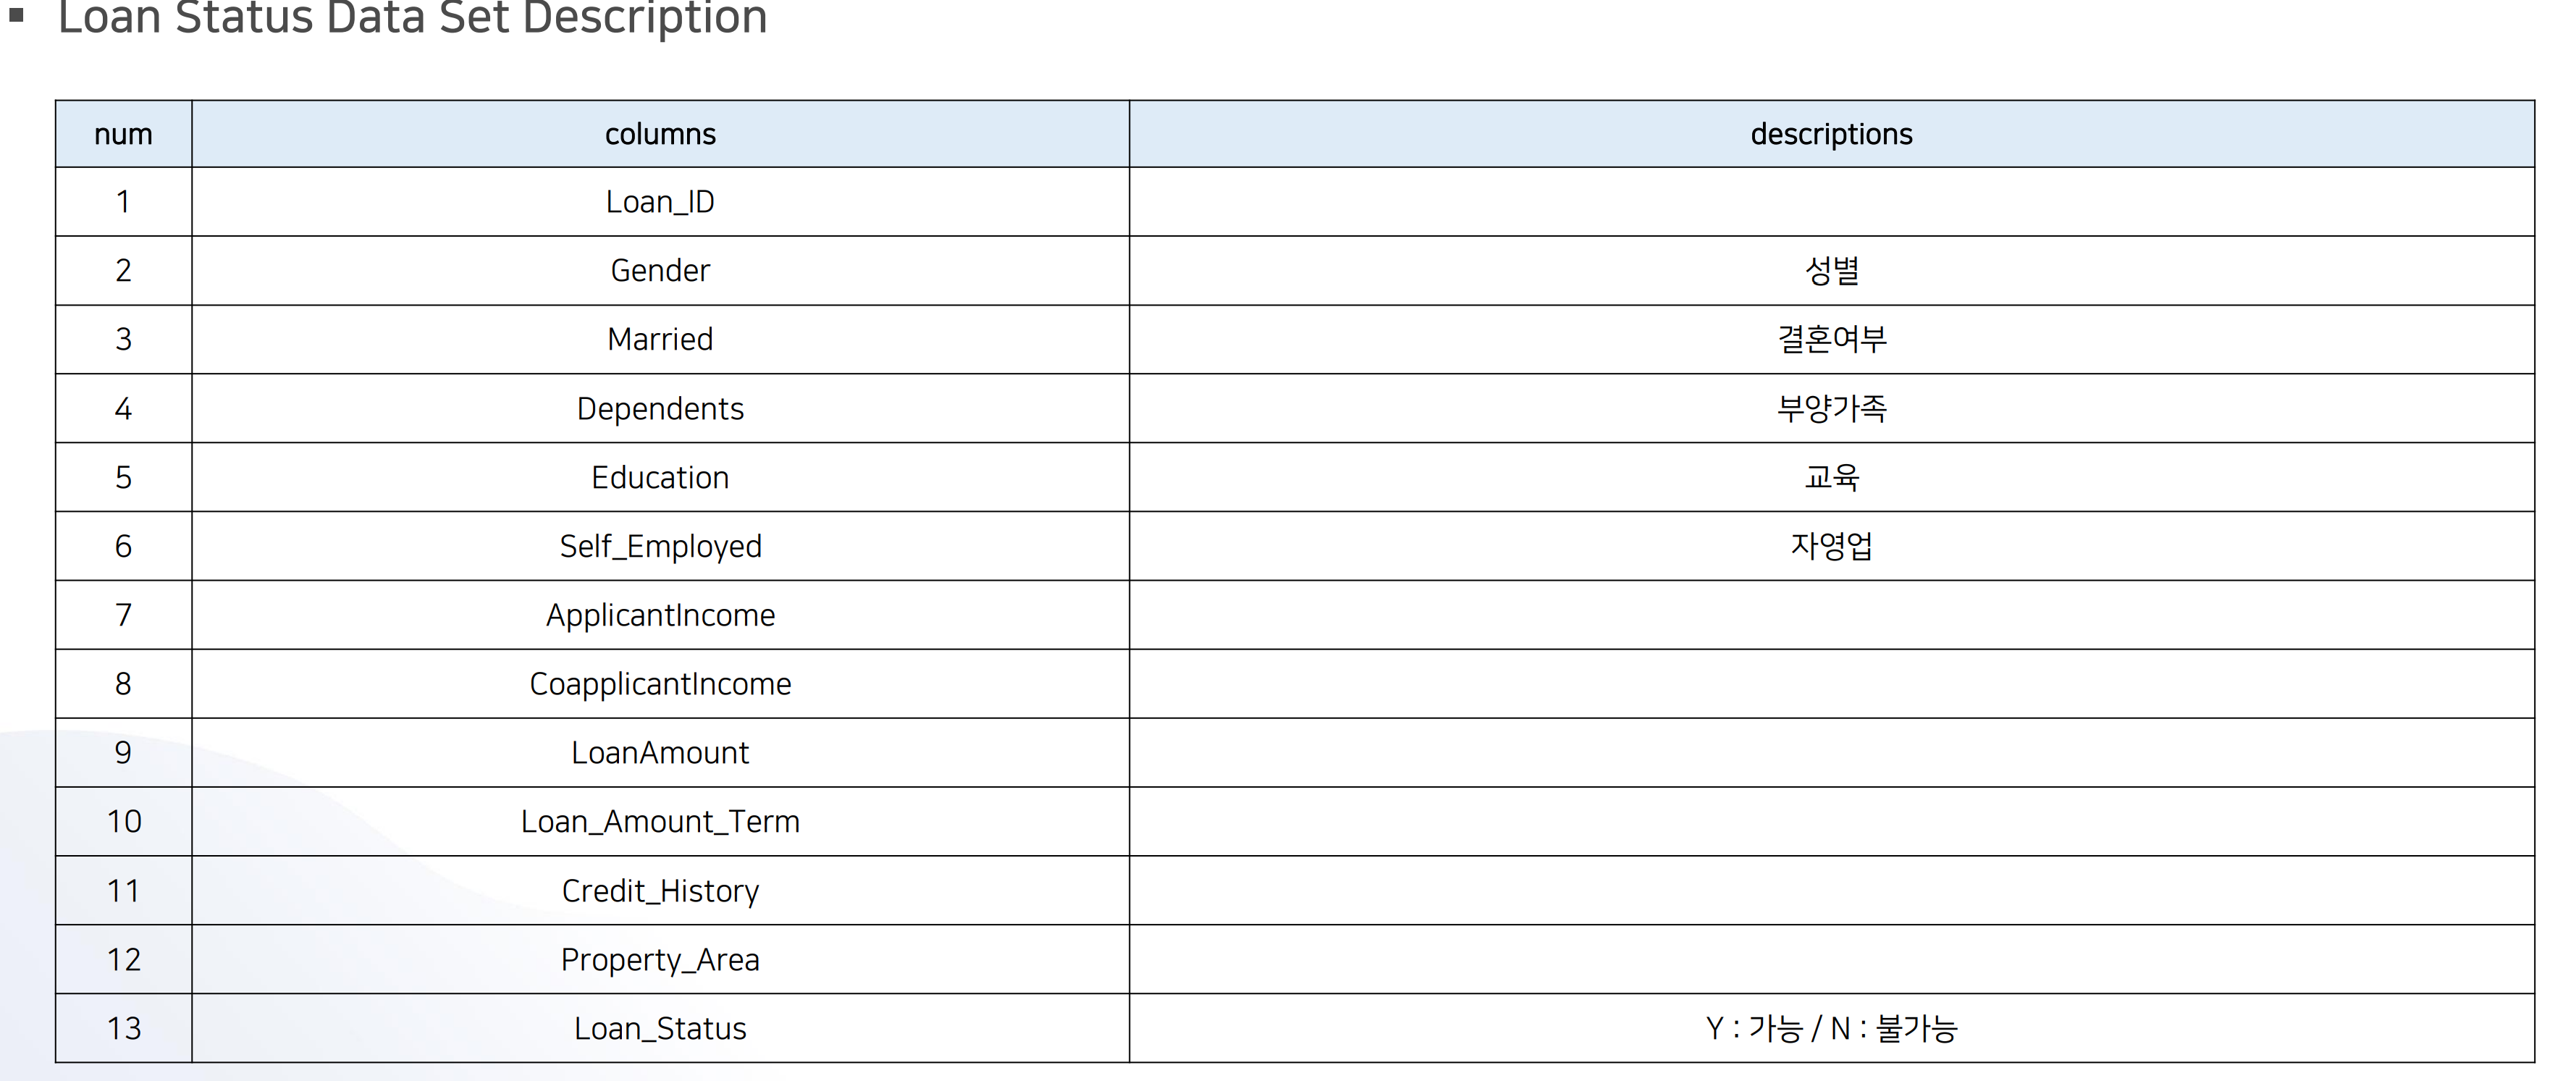 ▪ Loan Status Data Set Description
num columns descriptions
1 Loan_ID
2 Gender 성별
3 Married 결혼여부
4 Dependents 부양가족
5 Education 교육
6 Self_Employed 자영업
7 ApplicantIncome
8 CoapplicantIncome
9 LoanAmount
10 Loan_Amount_Term
11 Credit_History
12 Property_Area
13 Loan_Status Y : 가능 / N : 불가능